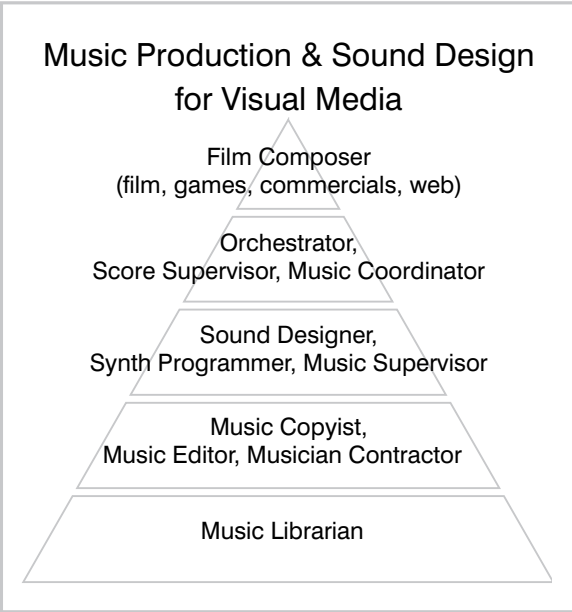 Music Production & Sound Design
for Visual Media
Film Composer
(film, games, commercials, web)
Orchestrator,
Score Supervisor, Music Coordinator
Sound Designer,
Synth Programmer, Music Supervisor
Music Copyist,
Music Editor, Musician Contractor
Music Librarian